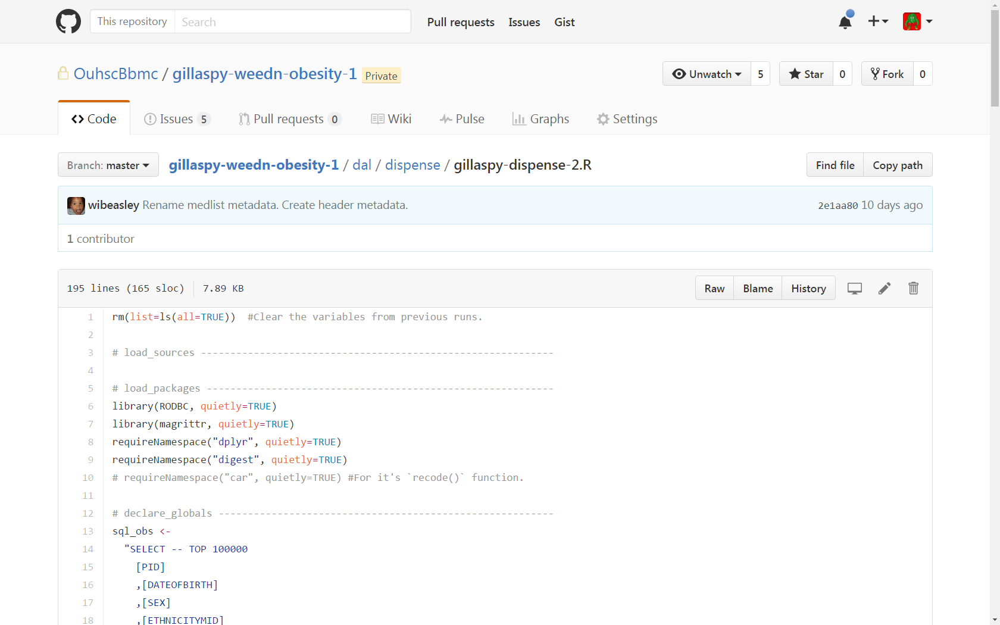 This repository Search Pull requests Issues Gist
OuhscBbmc / gillaspy-weedn-obesity-1 Private Unwatch 5 Star 0 Fork 0
Code Issues 5 Pull requests 0 Wiki Pulse Graphs Settings
Branch: master gillaspy-weedn-obesity-1 / dal / dispense / gillaspy-dispense-2.R Find file Copy path
wibeasley Rename medlist metadata. Create header metadata. 2e1aa80 10 days ago
1 contributor
195 lines (165 sloc) 7.89 KB Raw Blame History
1 rm(list=ls(all=TRUE))  #Clear the variables from previous runs.
2
3 # load_sources ------------------------------------------------------------
4
5 # load_packages -----------------------------------------------------------
6 library(RODBC, quietly=TRUE)
7 library(magrittr, quietly=TRUE)
8 requireNamespace("dplyr", quietly=TRUE)
9 requireNamespace("digest", quietly=TRUE)
10 # requireNamespace("car", quietly=TRUE) #For it's `recode()` function.
11
12 # declare_globals ---------------------------------------------------------
13 sql_obs <-
14   "SELECT -- TOP 100000
15     [PID]
16     ,[DATEOFBIRTH]
17     ,[SEX]
18     ,[ETHNICITYMID]